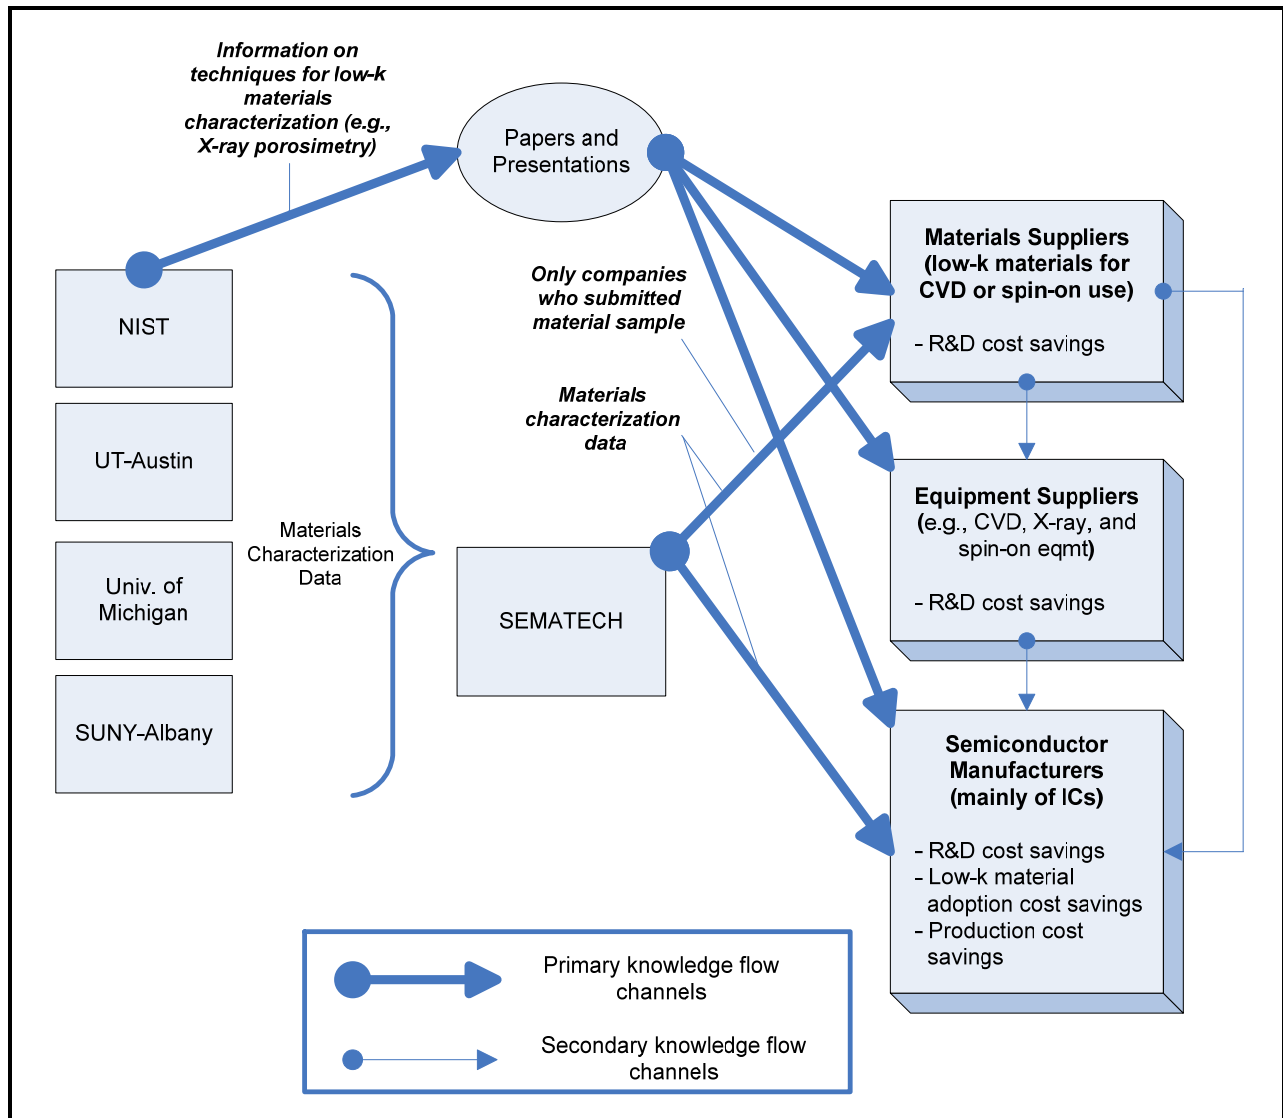 Information on
techniques for low-k
materials
characterization (e.g.,
X-ray porosimetry)
Papers and
Presentations
NIST
UT-Austin
Univ. of
Michigan
SUNY-Albany
Materials
Characterization
Data
Only companies
who submitted
material sample
Materials
characterization
data
SEMATECH
Materials Suppliers
(low-k materials for
CVD or spin-on use)
- R&D cost savings
Equipment Suppliers
(e.g., CVD, X-ray, and
spin-on eqmt)
- R&D cost savings
Semiconductor
Manufacturers
(mainly of ICs)
- R&D cost savings
- Low-k material
adoption cost savings
- Production cost
savings
Primary knowledge flow
channels
Secondary knowledge flow
channels